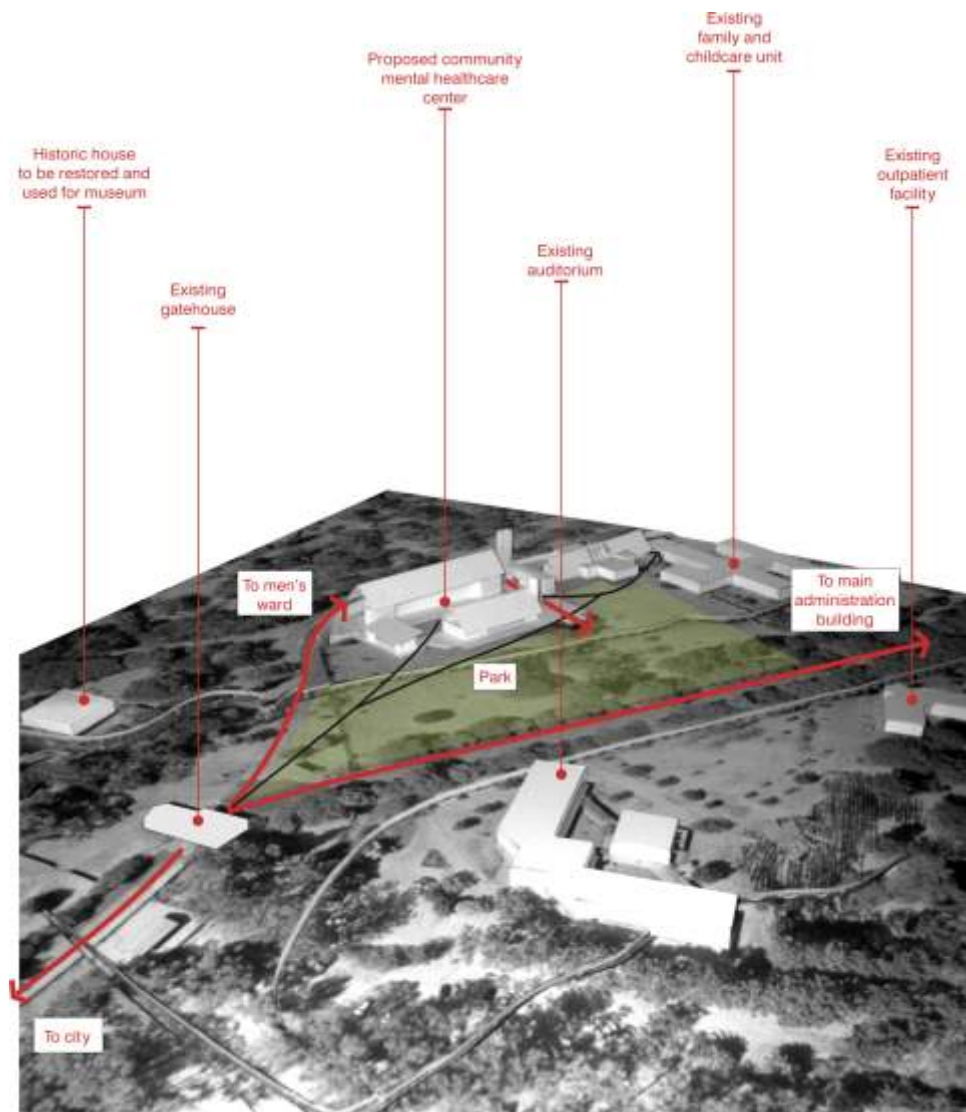 Existing
family and
childcare unit
Proposed community
mental healthcare
center
Historic house
to be restored and
used for museum
Existing
outpatient
facility
Existing
auditorium
Existing
gatehouse
To men's
ward
To main
administration
building
Park
To city